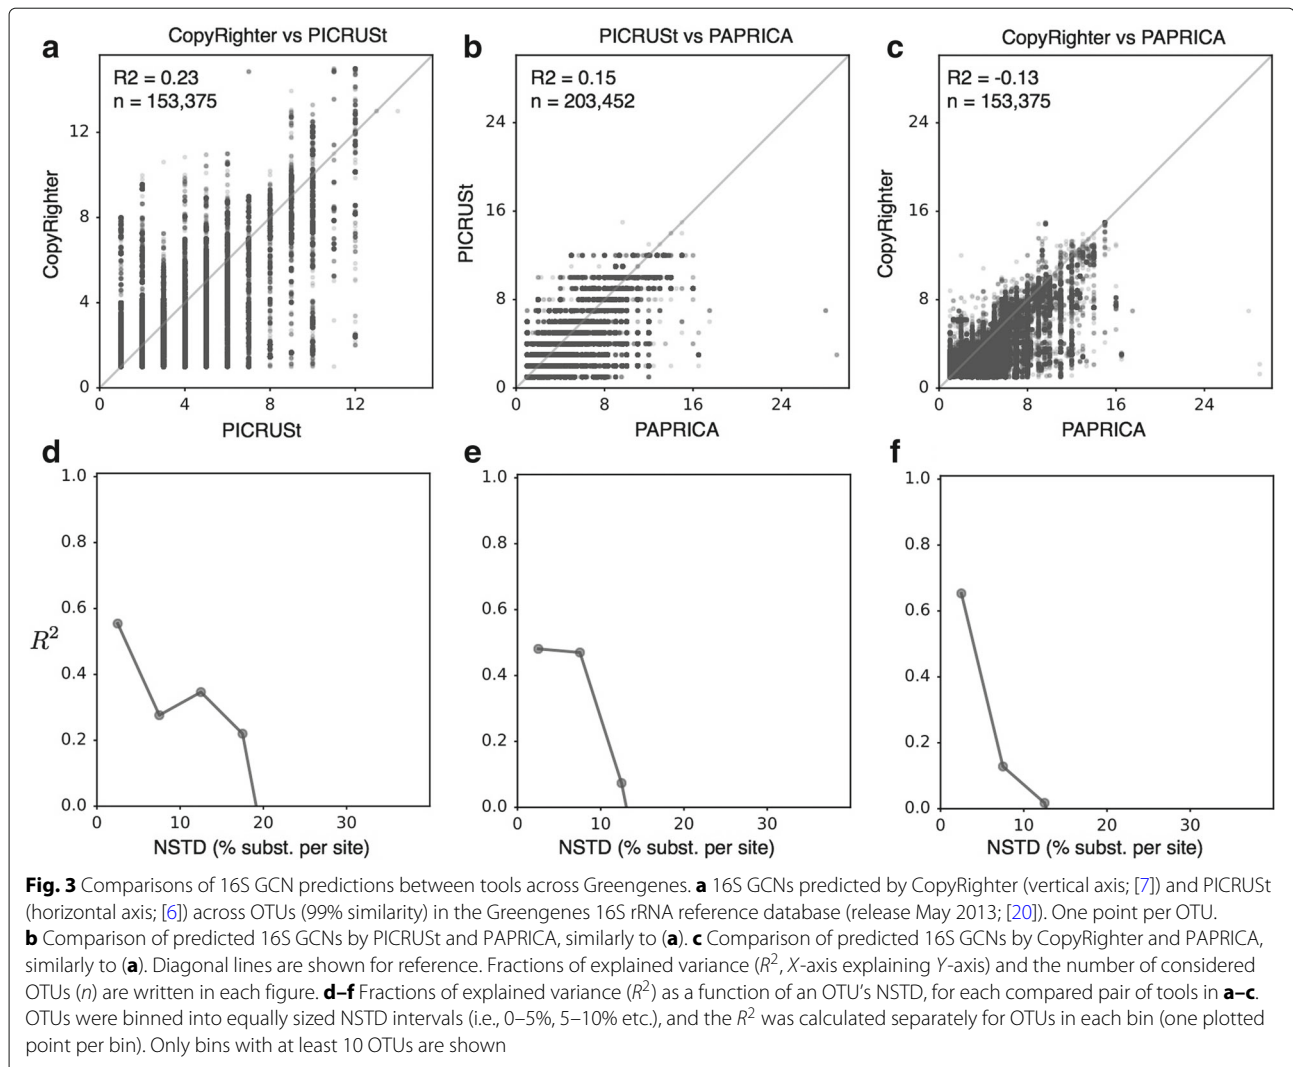 a
CopyRighter vs PICRUSt
R2 = 0.23
n = 153,375
CopyRighter
12
8
4
0
0 4 8 12
PICRUSt
b
PICRUSt vs PAPRICA
R2 = 0.15
n = 203,452
PICRUSt
24
16
8
0
0 8 16 24
PAPRICA
c
CopyRighter vs PAPRICA
R2 = -0.13
n = 153,375
CopyRighter
24
16
8
0
0 8 16 24
PAPRICA
d
R²
1.0
0.8
0.6
0.4
0.2
0.0
0 10 20 30
NSTD (% subst. per site)
e
1.0
0.8
0.6
0.4
0.2
0.0
0 10 20 30
NSTD (% subst. per site)
f
1.0
0.8
0.6
0.4
0.2
0.0
0 10 20 30
NSTD (% subst. per site)
Fig. 3 Comparisons of 16S GCN predictions between tools across Greengenes. a 16S GCNs predicted by CopyRighter (vertical axis; [7]) and PICRUSt
(horizontal axis; [6]) across OTUs (99% similarity) in the Greengenes 16S rRNA reference database (release May 2013; [20]). One point per OTU.
b Comparison of predicted 16S GCNs by PICRUSt and PAPRICA, similarly to (a). c Comparison of predicted 16S GCNs by CopyRighter and PAPRICA,
similarly to (a). Diagonal lines are shown for reference. Fractions of explained variance (R², X-axis explaining Y-axis) and the number of considered
OTUs (n) are written in each figure. d–f Fractions of explained variance (R²) as a function of an OTU's NSTD, for each compared pair of tools in a–c.
OTUs were binned into equally sized NSTD intervals (i.e., 0–5%, 5–10% etc.), and the R² was calculated separately for OTUs in each bin (one plotted
point per bin). Only bins with at least 10 OTUs are shown